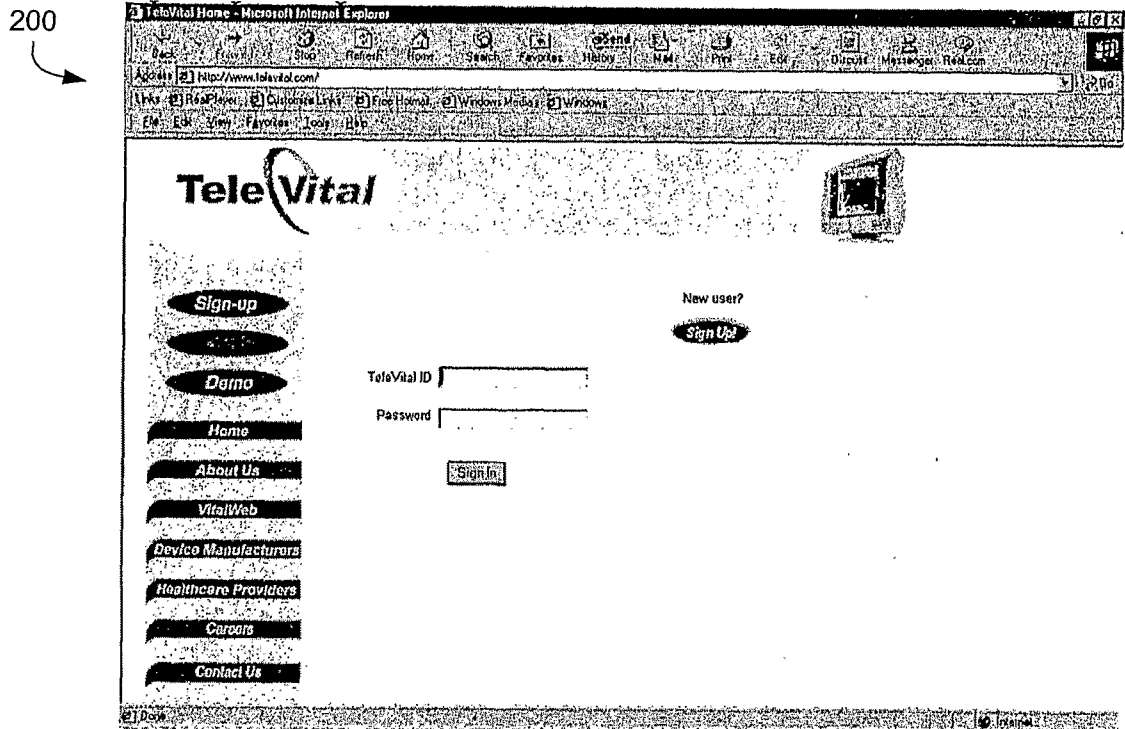 200
TeleVital Home - Microsoft Internet Explorer
Back Forward Stop Refresh Home Search Favorites History Mail Print Edit Discuss Messenger Real.com
Address http://www.televital.com/ Go
Links RealPlayer Customize Links Free Hotmail Windows Media Windows
File Edit View Favorites Tools Help
TeleVital
Sign-up
New user?
Sign Up!
Demo
TeleVital ID
Password
Home
About Us
Sign In
VitalWeb
Device Manufacturers
Healthcare Providers
Careers
Contact Us
Done Internet